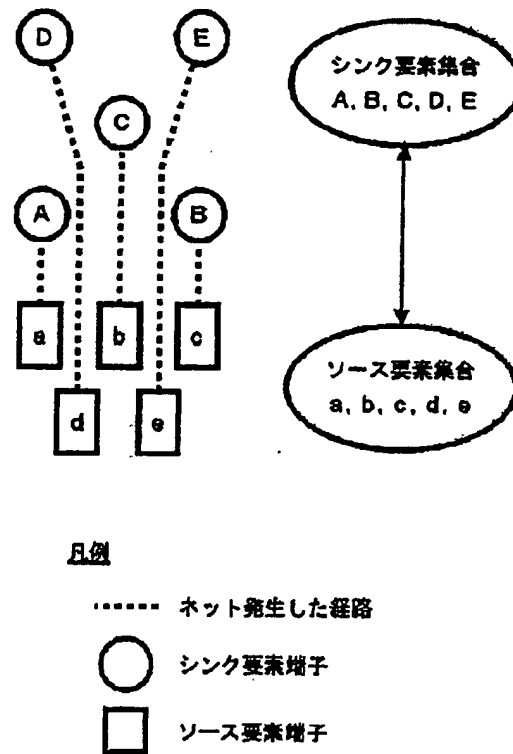 D
E
C
A
B
a
b
c
d
e
シンク要素集合
A, B, C, D, E
ソース要素集合
a, b, c, d, e
凡例
ネット発生した経路
シンク要素端子
ソース要素端子